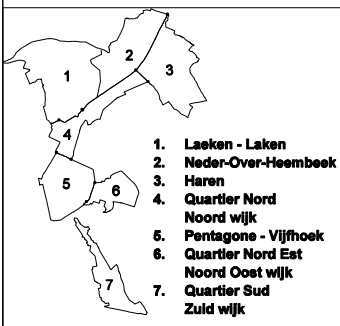 1
2
3
4
5
6
7
1. Laeken - Laken
2. Neder-Over-Heembeek
3. Haren
4. Quartier Nord
Noord wijk
5. Pentagone - Vijfhoek
6. Quartier Nord Est
Noord Oost wijk
7. Quartier Sud
Zuid wijk